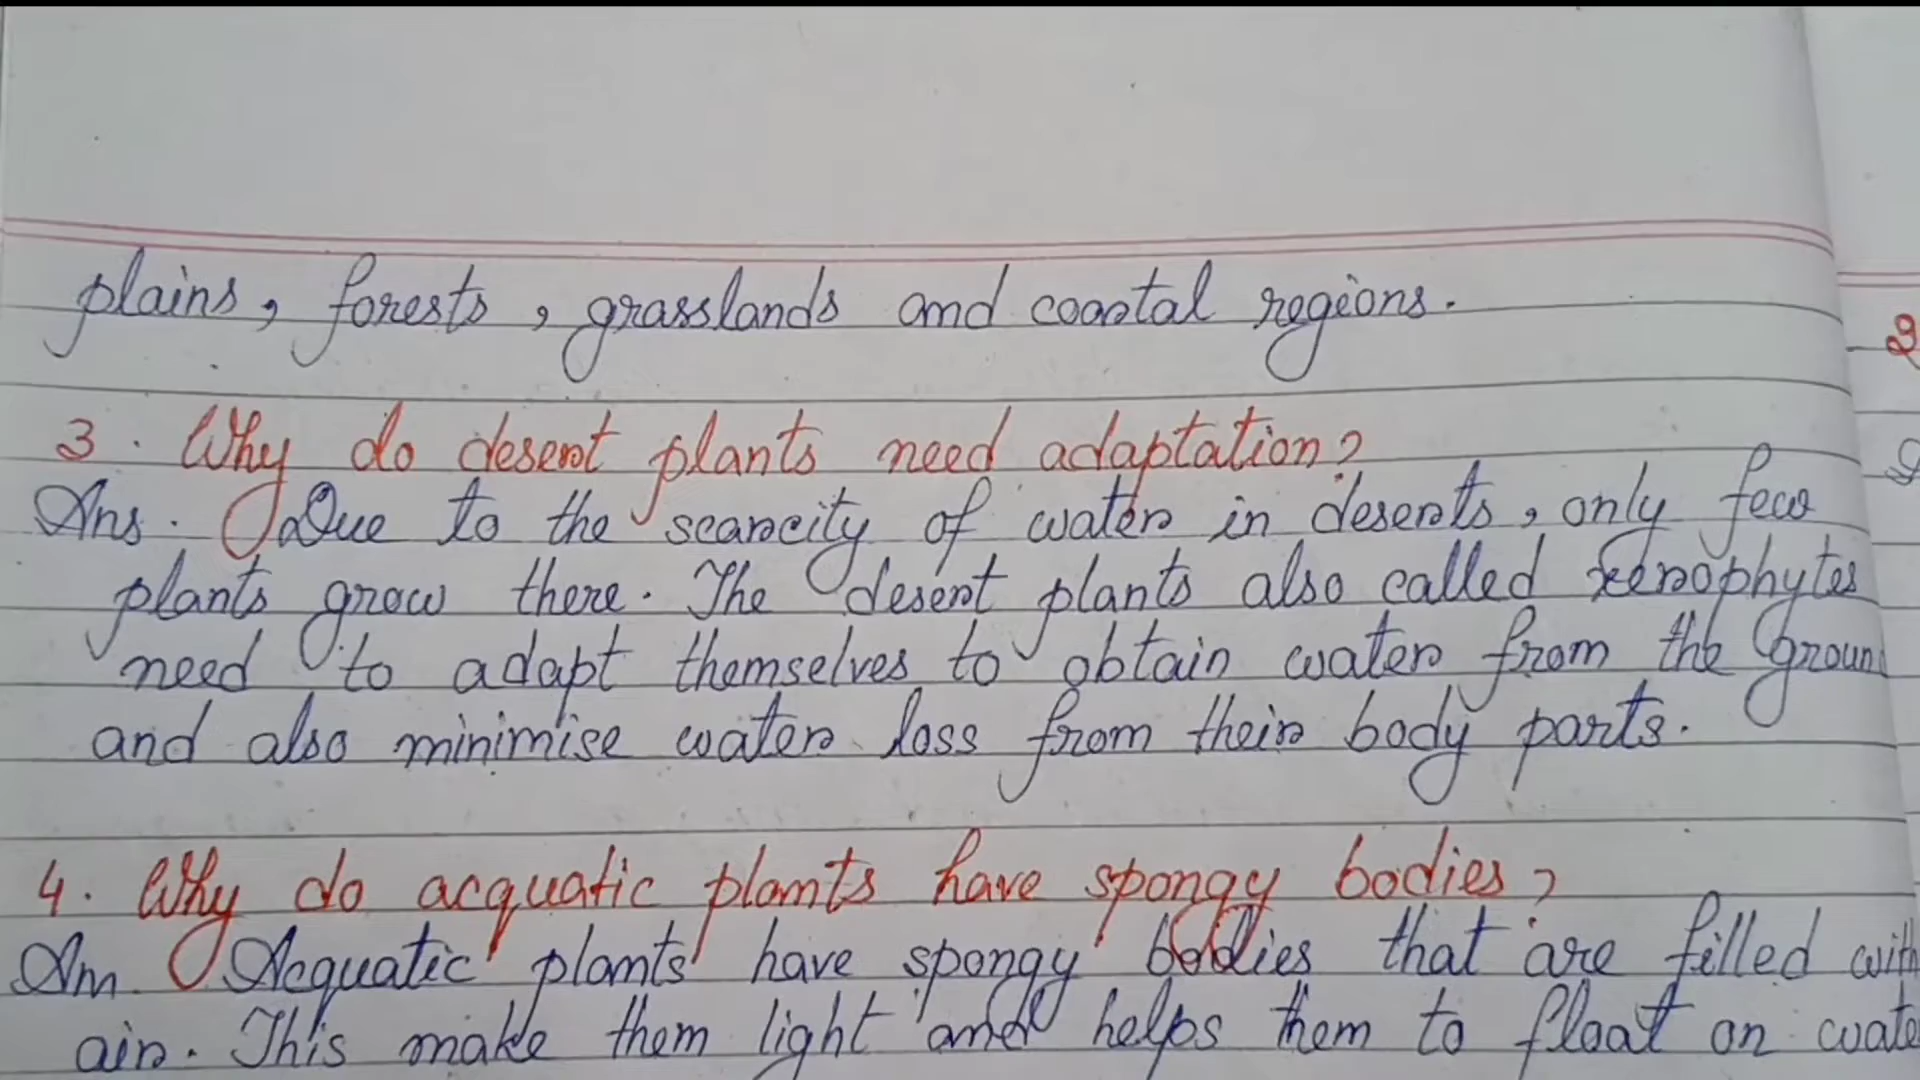 plains, forests, grasslands and coastal regions.
3. Why do desert plants need adaptation?
Ans. Due to the scarcity of water in deserts, only few
plants grow there. The desert plants also called xerophytes
need to adapt themselves to obtain water from the groun
and also minimise water loss from their body parts.
4. Why do acquatic plants have spongy bodies?
Ans. Acquatic plants have spongy bodies that are filled with
air. This make them light and helps them to float on wate